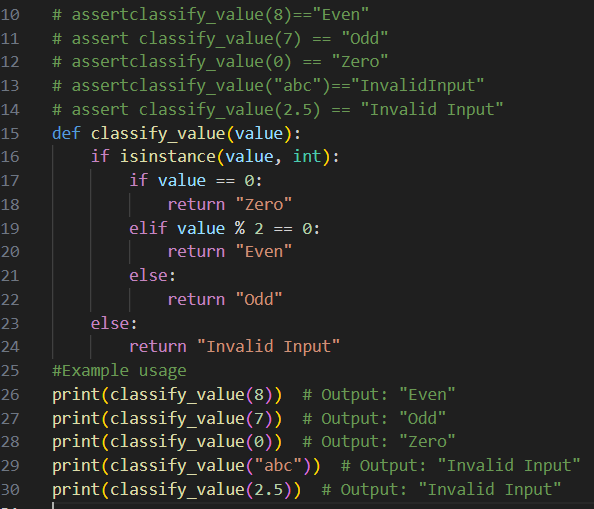 10 # assertclassify_value(8)=="Even"
11 # assert classify_value(7) == "Odd"
12 # assertclassify_value(0) == "Zero"
13 # assertclassify_value("abc")=="InvalidInput"
14 # assert classify_value(2.5) == "Invalid Input"
15 def classify_value(value):
16     if isinstance(value, int):
17         if value == 0:
18             return "Zero"
19         elif value % 2 == 0:
20             return "Even"
21         else:
22             return "Odd"
23     else:
24         return "Invalid Input"
25 #Example usage
26 print(classify_value(8))  # Output: "Even"
27 print(classify_value(7))  # Output: "Odd"
28 print(classify_value(0))  # Output: "Zero"
29 print(classify_value("abc"))  # Output: "Invalid Input"
30 print(classify_value(2.5))  # Output: "Invalid Input"